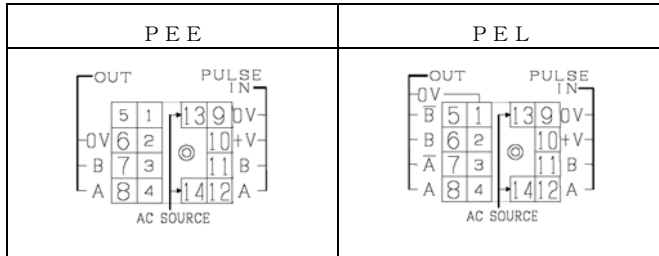 P E E
OUT PULSE
IN
5 1 13 9 0V
0V 6 2 10 +V
B 7 3 11 B
A 8 4 14 12 A
AC SOURCE
P E L
OUT PULSE
0V IN
B̅ 5 1 13 9 0V
B 6 2 10 +V
A̅ 7 3 11 B
A 8 4 14 12 A
AC SOURCE